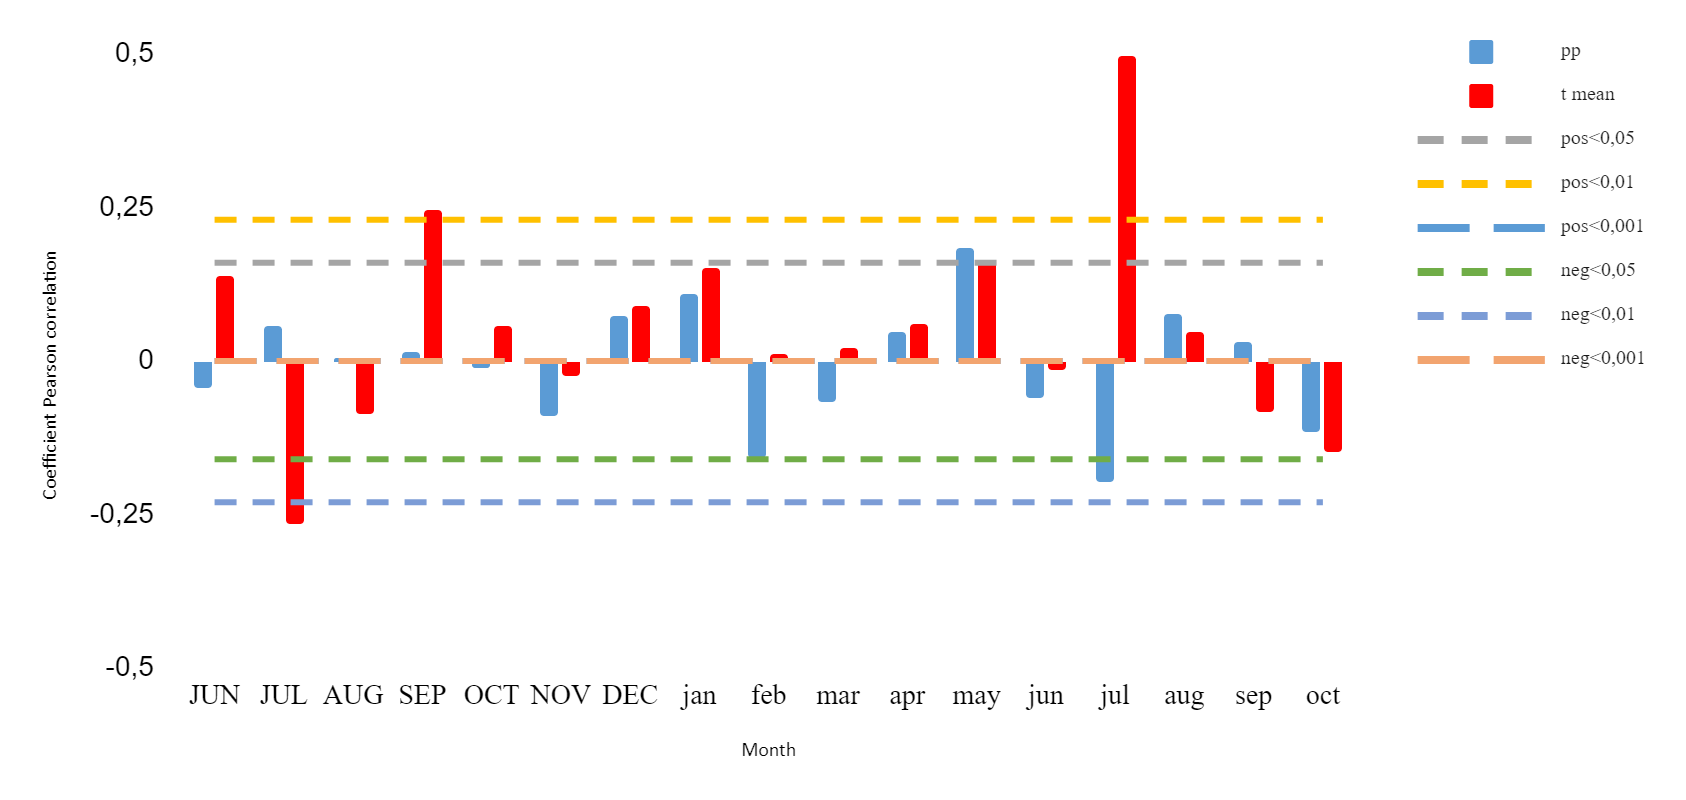 0,5
0,25
0
-0,25
-0,5
Coefficient Pearson correlation
JUN JUL AUG SEP OCT NOV DEC jan feb mar apr may jun jul aug sep oct
Month
pp
t mean
pos<0,05
pos<0,01
pos<0,001
neg<0,05
neg<0,01
neg<0,001